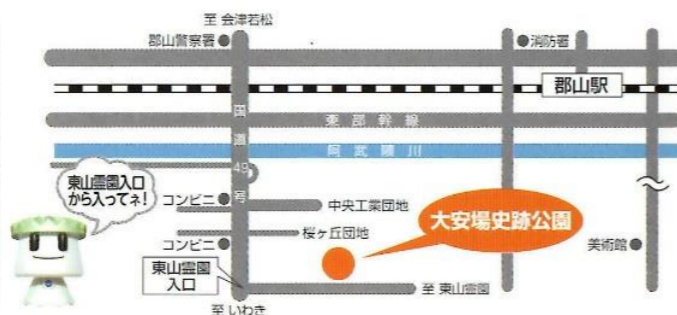 至 会津若松
郡山警察署
消防署
郡山駅
国道49号
東部幹線
阿武隈川
東山霊園入口
から入ってネ!
コンビニ
中央工業団地
大安場史跡公園
桜ヶ丘団地
コンビニ
美術館
東山霊園
入口
至 東山霊園
至 いわき